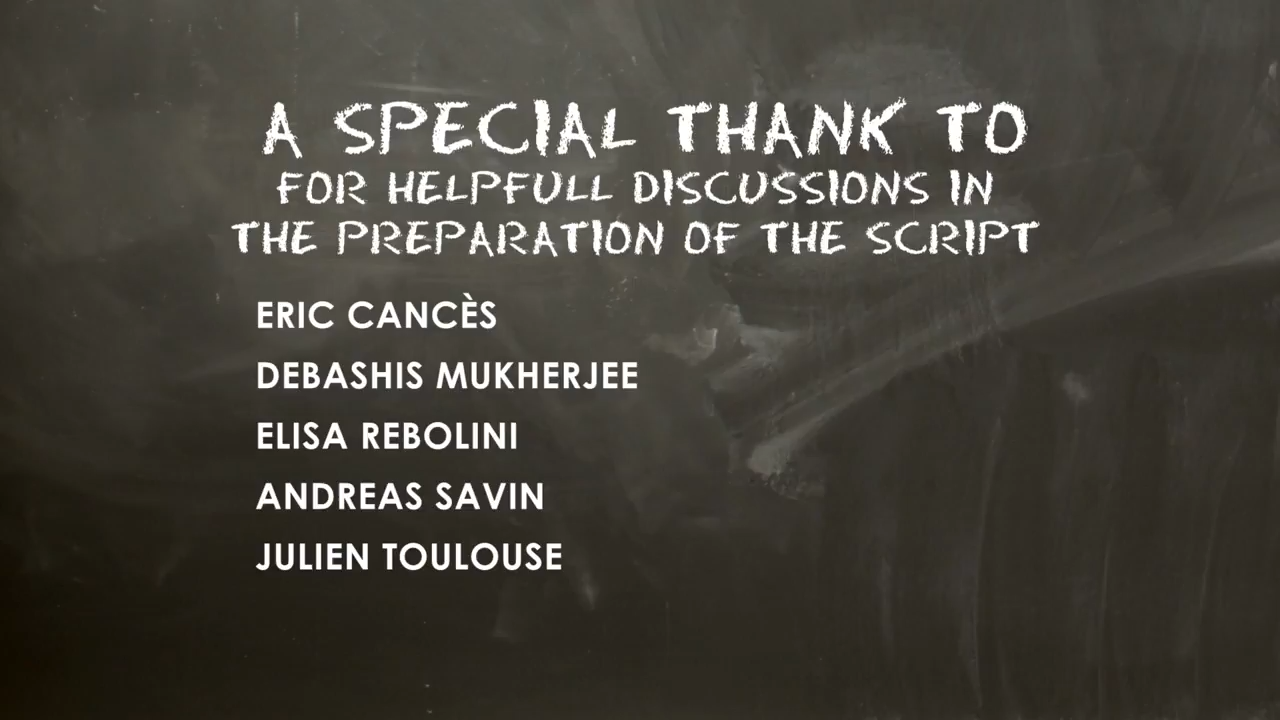 A SPECIAL THANK TO
FOR HELPFULL DISCUSSIONS IN
THE PREPARATION OF THE SCRIPT
ERIC CANCÈS
DEBASHIS MUKHERJEE
ELISA REBOLINI
ANDREAS SAVIN
JULIEN TOULOUSE